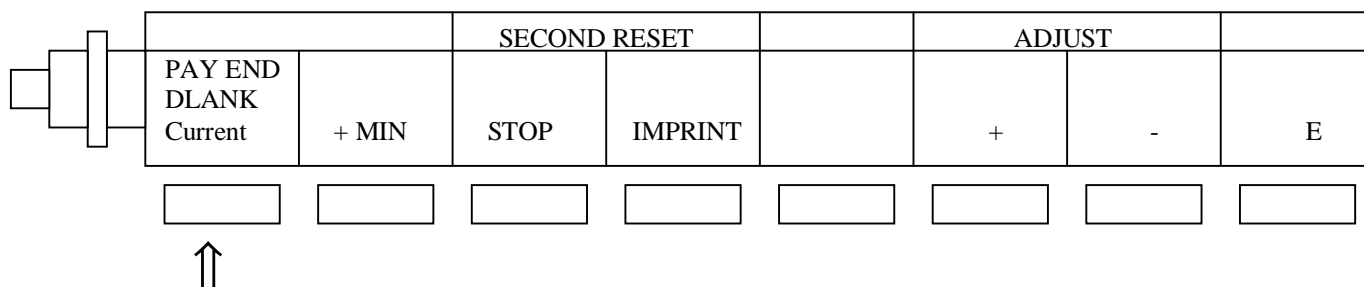 SECOND RESET ADJUST
PAY END
DLANK
Current + MIN STOP IMPRINT + - E